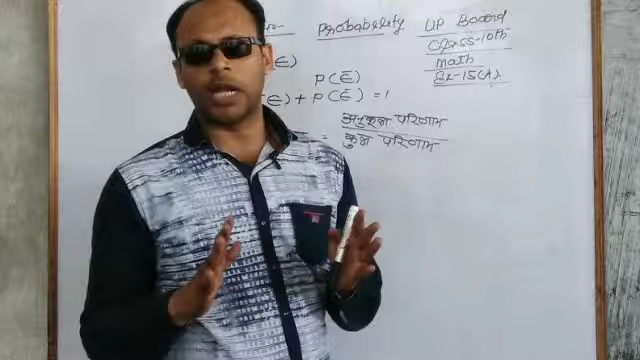 Probability UP Board
Class-10th
math
Ex-15(A)
P(E)
P(E) = 1
अनुकूल परिणाम
= कुल परिणाम